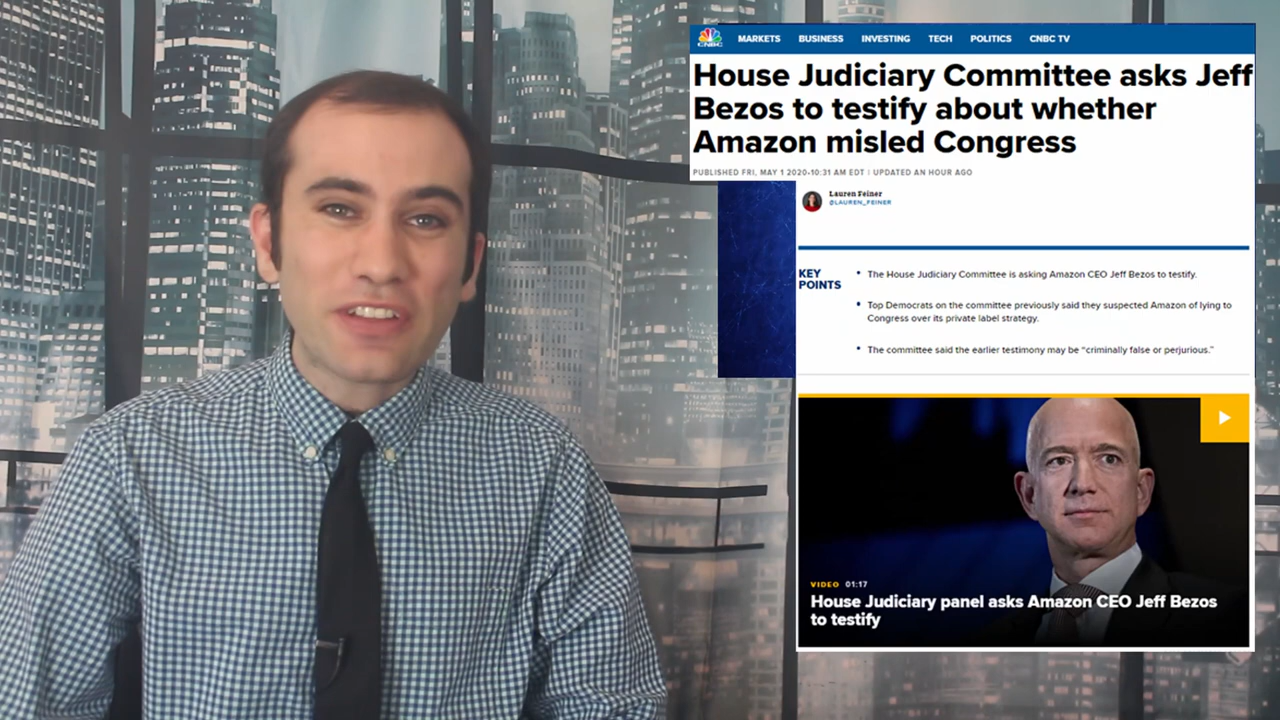 CNBC
MARKETS BUSINESS INVESTING TECH POLITICS CNBC TV
House Judiciary Committee asks Jeff
Bezos to testify about whether
Amazon misled Congress
PUBLISHED FRI, MAY 1 2020•10:31 AM EDT | UPDATED AN HOUR AGO
Lauren Feiner
@LAUREN_FEINER
KEY
POINTS
• The House Judiciary Committee is asking Amazon CEO Jeff Bezos to testify.
• Top Democrats on the committee previously said they suspected Amazon of lying to
Congress over its private label strategy.
• The committee said the earlier testimony may be "criminally false or perjurious."
VIDEO 01:17
House Judiciary panel asks Amazon CEO Jeff Bezos
to testify